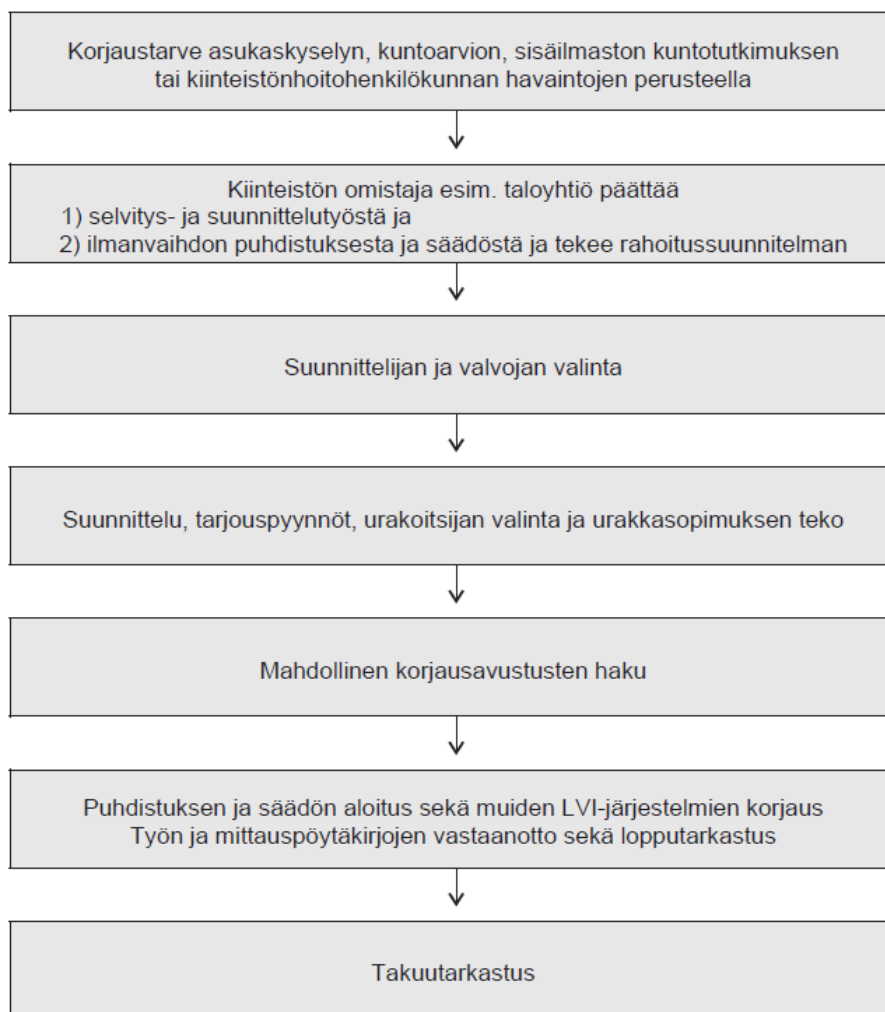 Korjaustarve asukaskyselyn, kuntoarvion, sisäilmaston kuntotutkimuksen
tai kiinteistönhoitohenkilökunnan havaintojen perusteella
Kiinteistön omistaja esim. taloyhtiö päättää
1) selvitys- ja suunnittelutyöstä ja
2) ilmanvaihdon puhdistuksesta ja säädöstä ja tekee rahoitussuunnitelman
Suunnittelijan ja valvojan valinta
Suunnittelu, tarjouspyynnöt, urakoitsijan valinta ja urakkasopimuksen teko
Mahdollinen korjausavustusten haku
Puhdistuksen ja säädön aloitus sekä muiden LVI-järjestelmien korjaus
Työn ja mittauspöytäkirjojen vastaanotto sekä lopputarkastus
Takuutarkastus